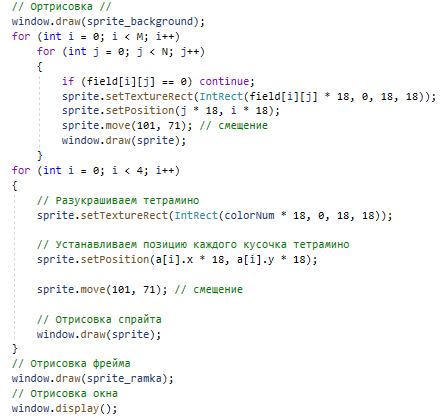 // Ортрисовка //
window.draw(sprite_background);
for (int i = 0; i < M; i++)
for (int j = 0; j < N; j++)
{
if (field[i][j] == 0) continue;
sprite.setTextureRect(IntRect(field[i][j] * 18, 0, 18, 18));
sprite.setPosition(j * 18, i * 18);
sprite.move(101, 71); // смещение
window.draw(sprite);
}
for (int i = 0; i < 4; i++)
{
// Разукрашиваем тетрамино
sprite.setTextureRect(IntRect(colorNum * 18, 0, 18, 18));
// Устанавливаем позицию каждого кусочка тетрамино
sprite.setPosition(a[i].x * 18, a[i].y * 18);
sprite.move(101, 71); // смещение
// Отрисовка спрайта
window.draw(sprite);
}
// Отрисовка фрейма
window.draw(sprite_ramka);
// Отрисовка окна
window.display();